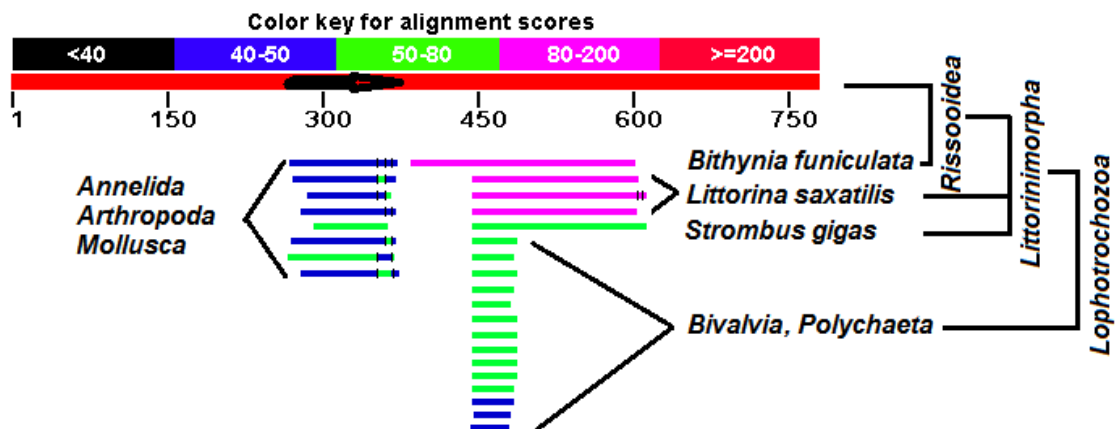 Color key for alignment scores
<40 40-50 50-80 80-200 >=200
1 150 300 450 600 750
Annelida
Arthropoda
Mollusca
Bithynia funiculata
Littorina saxatilis
Strombus gigas
Bivalvia, Polychaeta
Rissooidea
Littorinimorpha
Lophotrochozoa